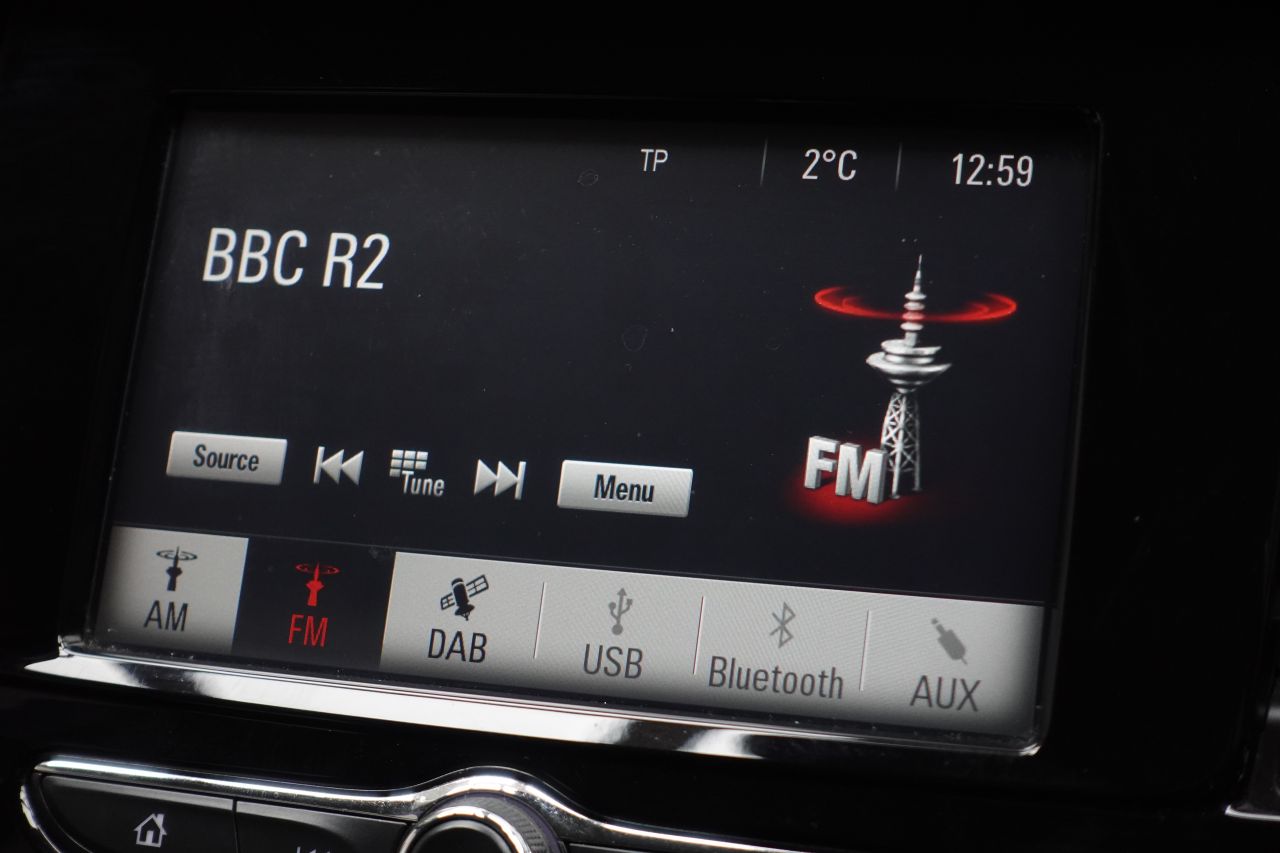 TP 2°C 12:59
BBC R2
FM
Source Tune Menu
AM FM DAB USB Bluetooth AUX